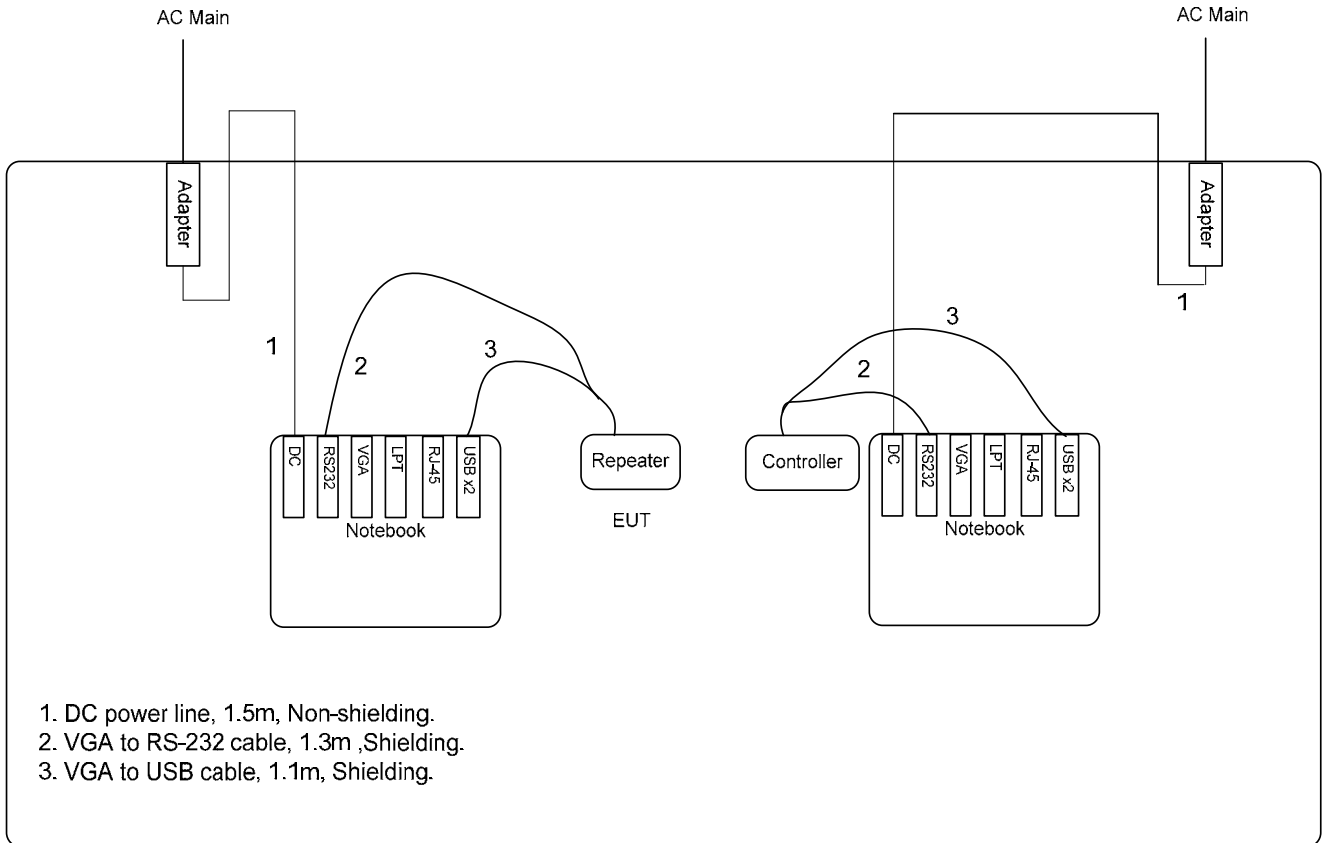 AC Main
AC Main
Adapter
Adapter
1
3
1
2
3
2
DC
RS232
VGA
LPT
RJ-45
USB x2
Notebook
Repeater
EUT
Controller
DC
RS232
VGA
LPT
RJ-45
USB x2
Notebook
1. DC power line, 1.5m, Non-shielding.
2. VGA to RS-232 cable, 1.3m ,Shielding.
3. VGA to USB cable, 1.1m, Shielding.